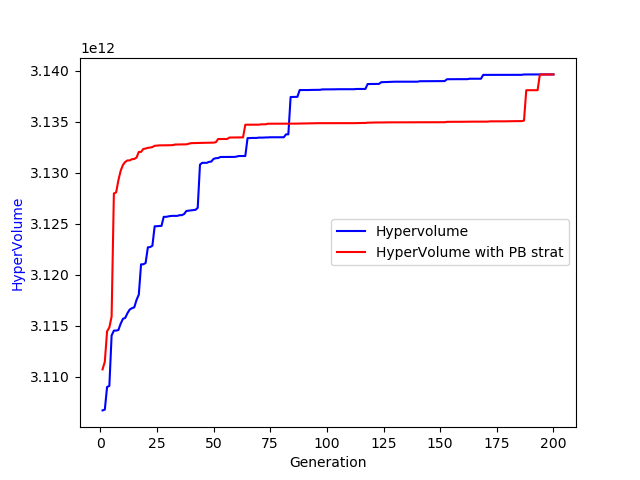 1e12
3.140
3.135
3.130
3.125
3.120
3.115
3.110
HyperVolume
Hypervolume
HyperVolume with PB strat
0 25 50 75 100 125 150 175 200
Generation